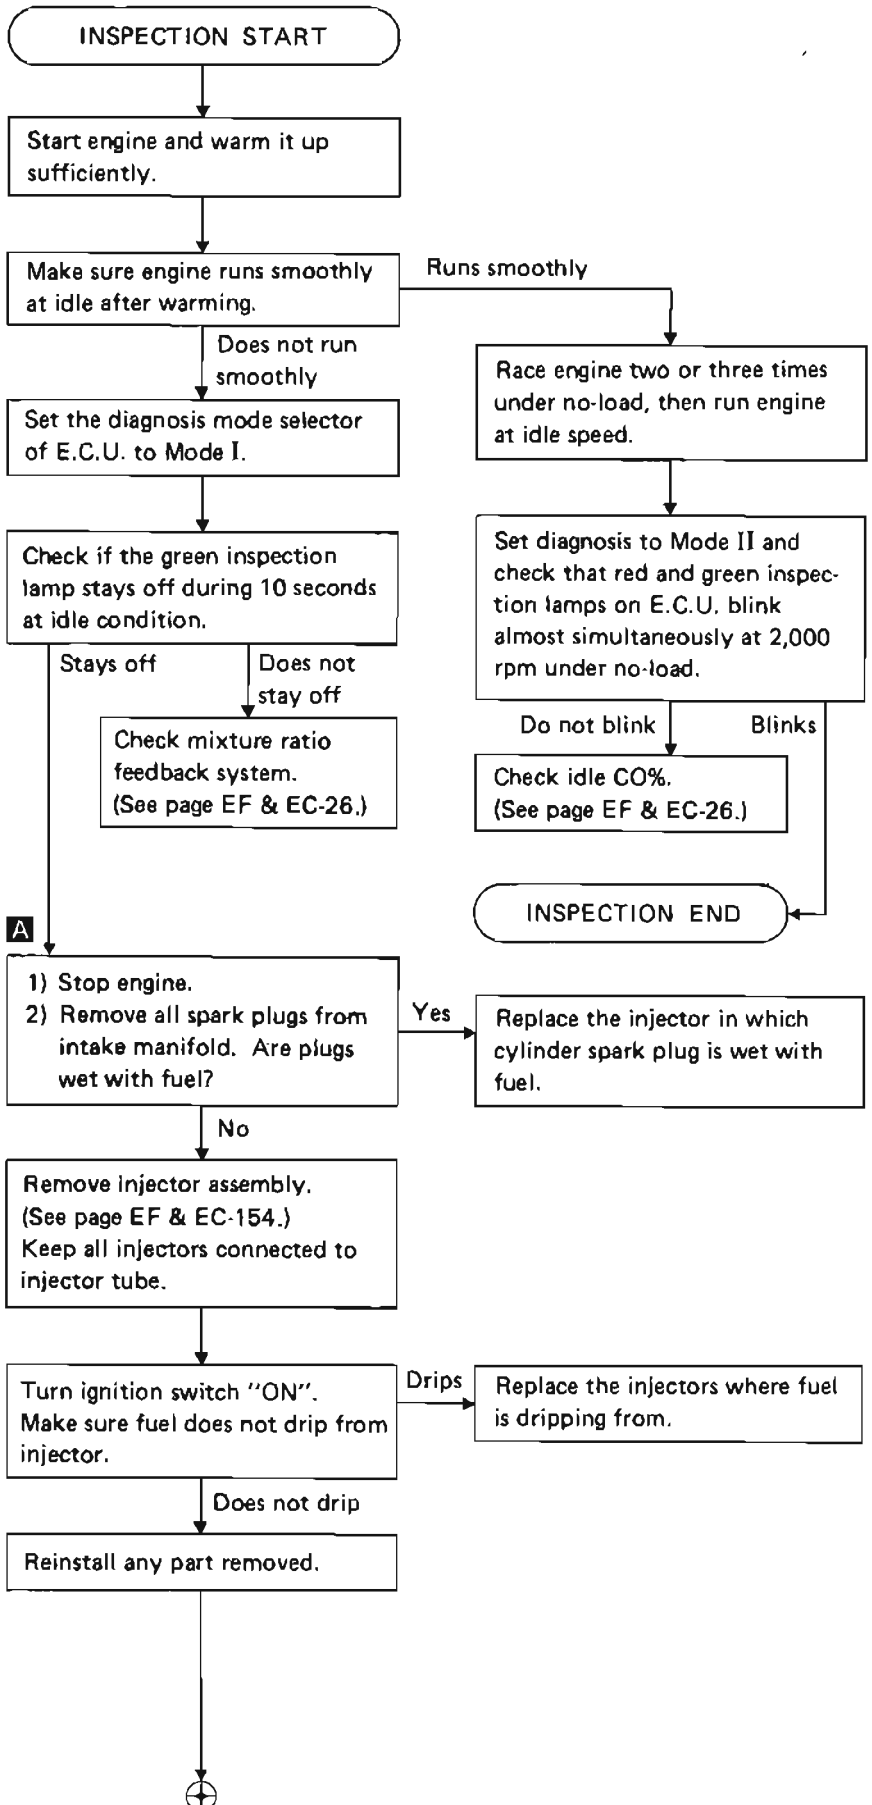 INSPECTION START
Start engine and warm it up
sufficiently.
Make sure engine runs smoothly
at idle after warming.
Runs smoothly
Does not run
smoothly
Race engine two or three times
under no-load, then run engine
at idle speed.
Set the diagnosis mode selector
of E.C.U. to Mode I.
Set diagnosis to Mode II and
check that red and green inspec-
tion lamps on E.C.U. blink
almost simultaneously at 2,000
rpm under no-load.
Check if the green inspection
lamp stays off during 10 seconds
at idle condition.
Stays off
Does not
stay off
Do not blink
Blinks
Check mixture ratio
feedback system.
(See page EF & EC-26.)
Check idle CO%.
(See page EF & EC-26.)
INSPECTION END
A
1) Stop engine.
2) Remove all spark plugs from
intake manifold. Are plugs
wet with fuel?
Yes
Replace the injector in which
cylinder spark plug is wet with
fuel.
No
Remove injector assembly.
(See page EF & EC-154.)
Keep all injectors connected to
injector tube.
Turn ignition switch "ON".
Make sure fuel does not drip from
injector.
Drips
Replace the injectors where fuel
is dripping from.
Does not drip
Reinstall any part removed.